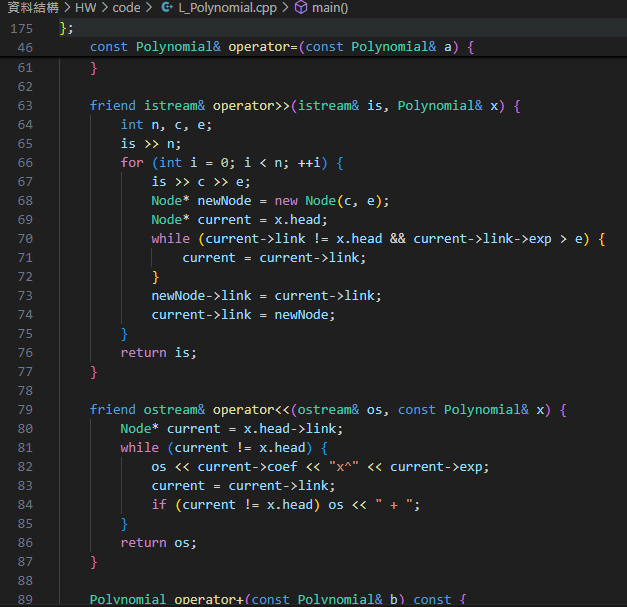 資料結構 > HW > code > L_Polynomial.cpp > main()
175 };
46 const Polynomial& operator=(const Polynomial& a) {
61 }
62
63 friend istream& operator>>(istream& is, Polynomial& x) {
64 int n, c, e;
65 is >> n;
66 for (int i = 0; i < n; ++i) {
67 is >> c >> e;
68 Node* newNode = new Node(c, e);
69 Node* current = x.head;
70 while (current->link != x.head && current->link->exp > e) {
71 current = current->link;
72 }
73 newNode->link = current->link;
74 current->link = newNode;
75 }
76 return is;
77 }
78
79 friend ostream& operator<<(ostream& os, const Polynomial& x) {
80 Node* current = x.head->link;
81 while (current != x.head) {
82 os << current->coef << "x^" << current->exp;
83 current = current->link;
84 if (current != x.head) os << " + ";
85 }
86 return os;
87 }
88
89 Polynomial operator+(const Polynomial& b) const {